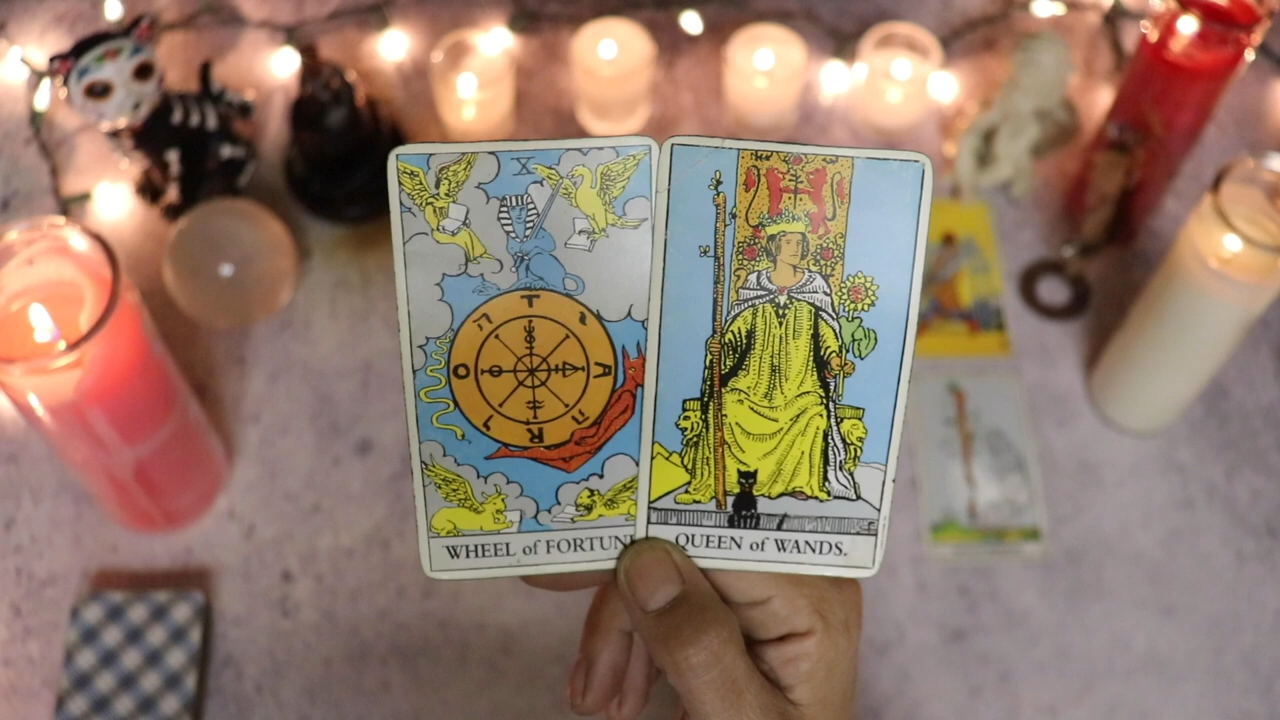 X
ה T י
O A
ו R ה
WHEEL of FORTUN
QUEEN of WANDS.